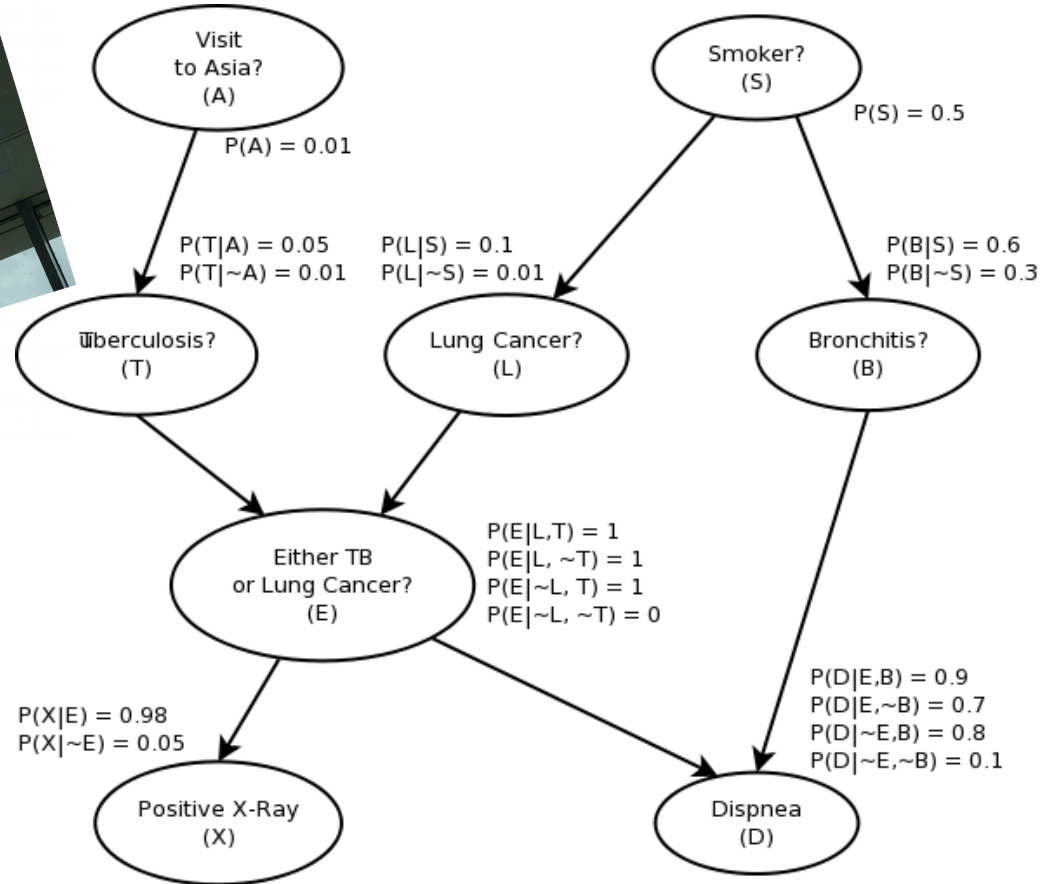 Visit
to Asia?
(A)
Smoker?
(S)
P(S) = 0.5
P(A) = 0.01
P(T|A) = 0.05
P(T|~A) = 0.01
P(L|S) = 0.1
P(L|~S) = 0.01
P(B|S) = 0.6
P(B|~S) = 0.3
Tuberculosis?
(T)
Lung Cancer?
(L)
Bronchitis?
(B)
Either TB
or Lung Cancer?
(E)
P(E|L,T) = 1
P(E|L, ~T) = 1
P(E|~L, T) = 1
P(E|~L, ~T) = 0
P(X|E) = 0.98
P(X|~E) = 0.05
P(D|E,B) = 0.9
P(D|E,~B) = 0.7
P(D|~E,B) = 0.8
P(D|~E,~B) = 0.1
Positive X-Ray
(X)
Dispnea
(D)